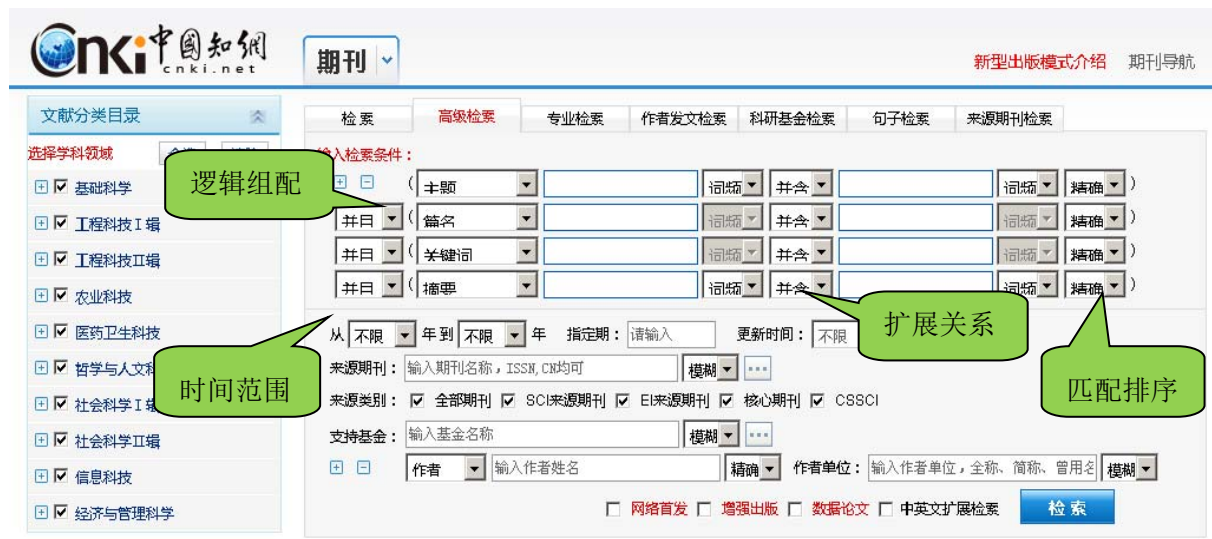 Cnki中国知網
cnki.net
期刊
新型出版模式介绍 期刊导航
文献分类目录
选择学科领域
基础科学
工程科技Ⅰ辑
工程科技Ⅱ辑
农业科技
医药卫生科技
哲学与人文科
社会科学Ⅰ辑
社会科学Ⅱ辑
信息科技
经济与管理科学
检索 高级检索 专业检索 作者发文检索 科研基金检索 句子检索 来源期刊检索
输入检索条件:
逻辑组配
( 主题 词频 并含 词频 精确 )
并且 ( 篇名 词频 并含 词频 精确 )
并且 ( 关键词 词频 并含 词频 精确 )
并且 ( 摘要 词频 并含 词频 精确 )
扩展关系
时间范围
匹配排序
从 不限 年到 不限 年 指定期: 请输入 更新时间: 不限
来源期刊: 输入期刊名称,ISSN,CN均可 模糊 ...
来源类别: 全部期刊 SCI来源期刊 EI来源期刊 核心期刊 CSSCI
支持基金: 输入基金名称 模糊 ...
作者 输入作者姓名 精确 作者单位: 输入作者单位,全称、简称、曾用名 模糊
网络首发 增强出版 数据论文 中英文扩展检索 检索